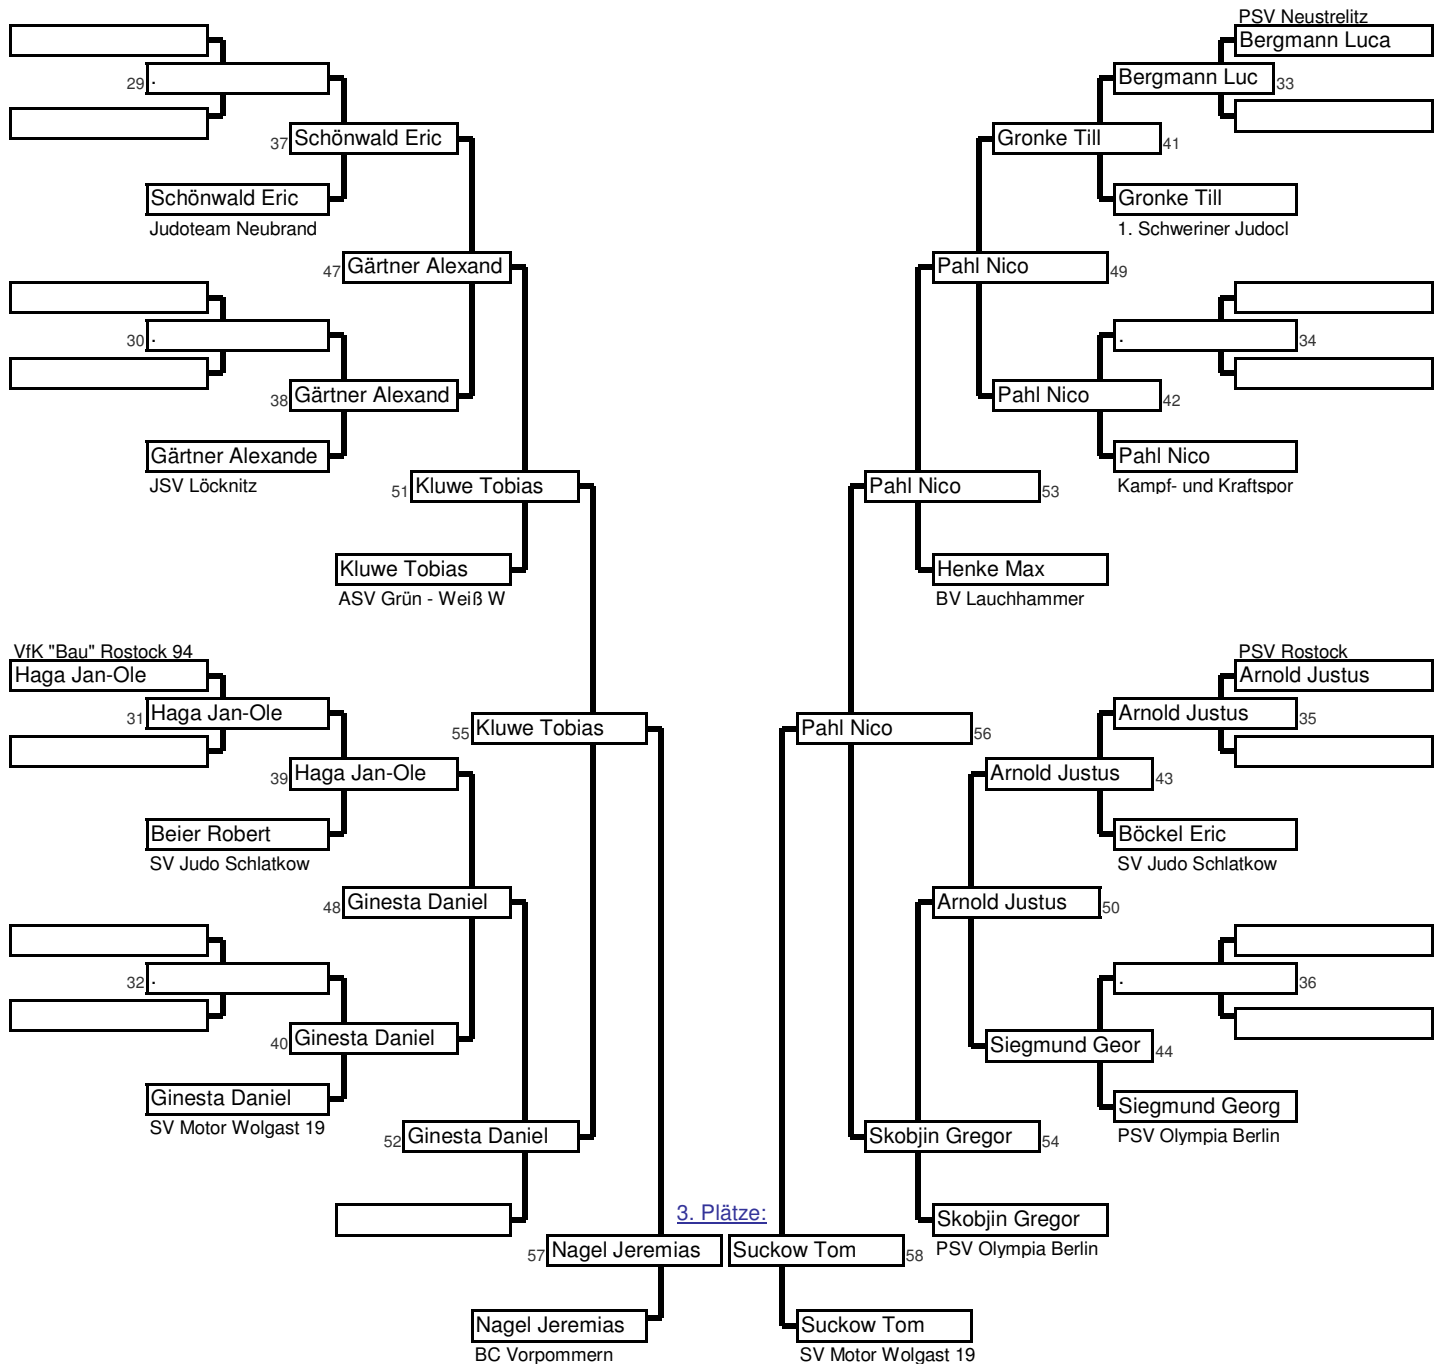 PSV Neustrelitz
Bergmann Luca
29 .
Bergmann Luc 33
37 Schönwald Eric
Gronke Till 41
Schönwald Eric
Gronke Till
Judoteam Neubrand
1. Schweriner Judocl
47 Gärtner Alexand
Pahl Nico 49
30 .
. 34
38 Gärtner Alexand
Pahl Nico 42
Gärtner Alexande
Pahl Nico
JSV Löcknitz
Kampf- und Kraftspor
51 Kluwe Tobias
Pahl Nico 53
Kluwe Tobias
Henke Max
ASV Grün - Weiß W
BV Lauchhammer
VfK "Bau" Rostock 94
PSV Rostock
Haga Jan-Ole
Arnold Justus
31 Haga Jan-Ole
Arnold Justus 35
55 Kluwe Tobias
Pahl Nico 56
39 Haga Jan-Ole
Arnold Justus 43
Beier Robert
Böckel Eric
SV Judo Schlatkow
SV Judo Schlatkow
48 Ginesta Daniel
Arnold Justus 50
32 .
. 36
40 Ginesta Daniel
Siegmund Geor 44
Ginesta Daniel
Siegmund Georg
SV Motor Wolgast 19
PSV Olympia Berlin
52 Ginesta Daniel
Skobjin Gregor 54
3. Plätze:
Skobjin Gregor
PSV Olympia Berlin
57 Nagel Jeremias
Suckow Tom 58
Nagel Jeremias
Suckow Tom
BC Vorpommern
SV Motor Wolgast 19